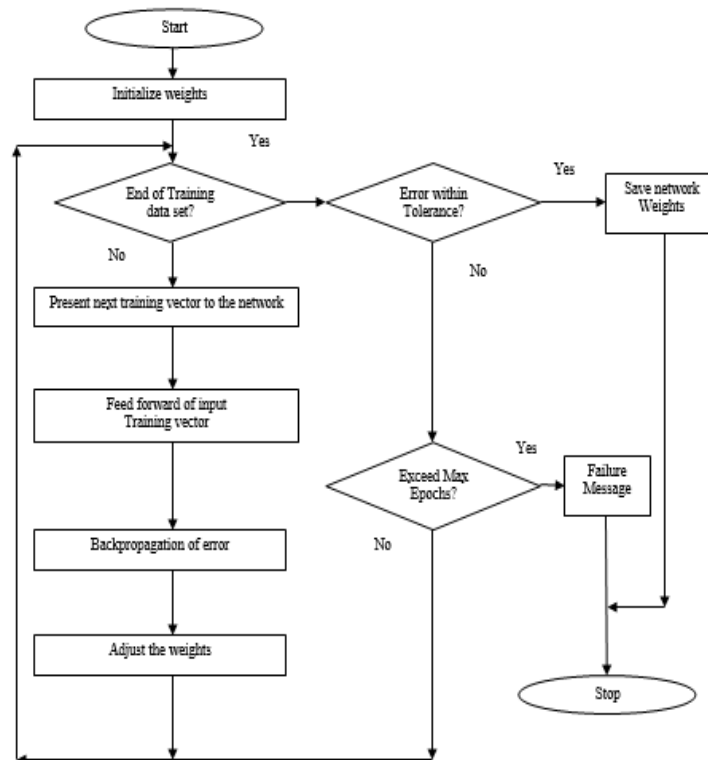 Start
Initialize weights
Yes
End of Training
data set?
Error within
Tolerance?
Yes
Save network
Weights
No
No
Present next training vector to the network
Feed forward of input
Training vector
Yes
Exceed Max
Epochs?
Failure
Message
No
Backpropagation of error
Adjust the weights
Stop